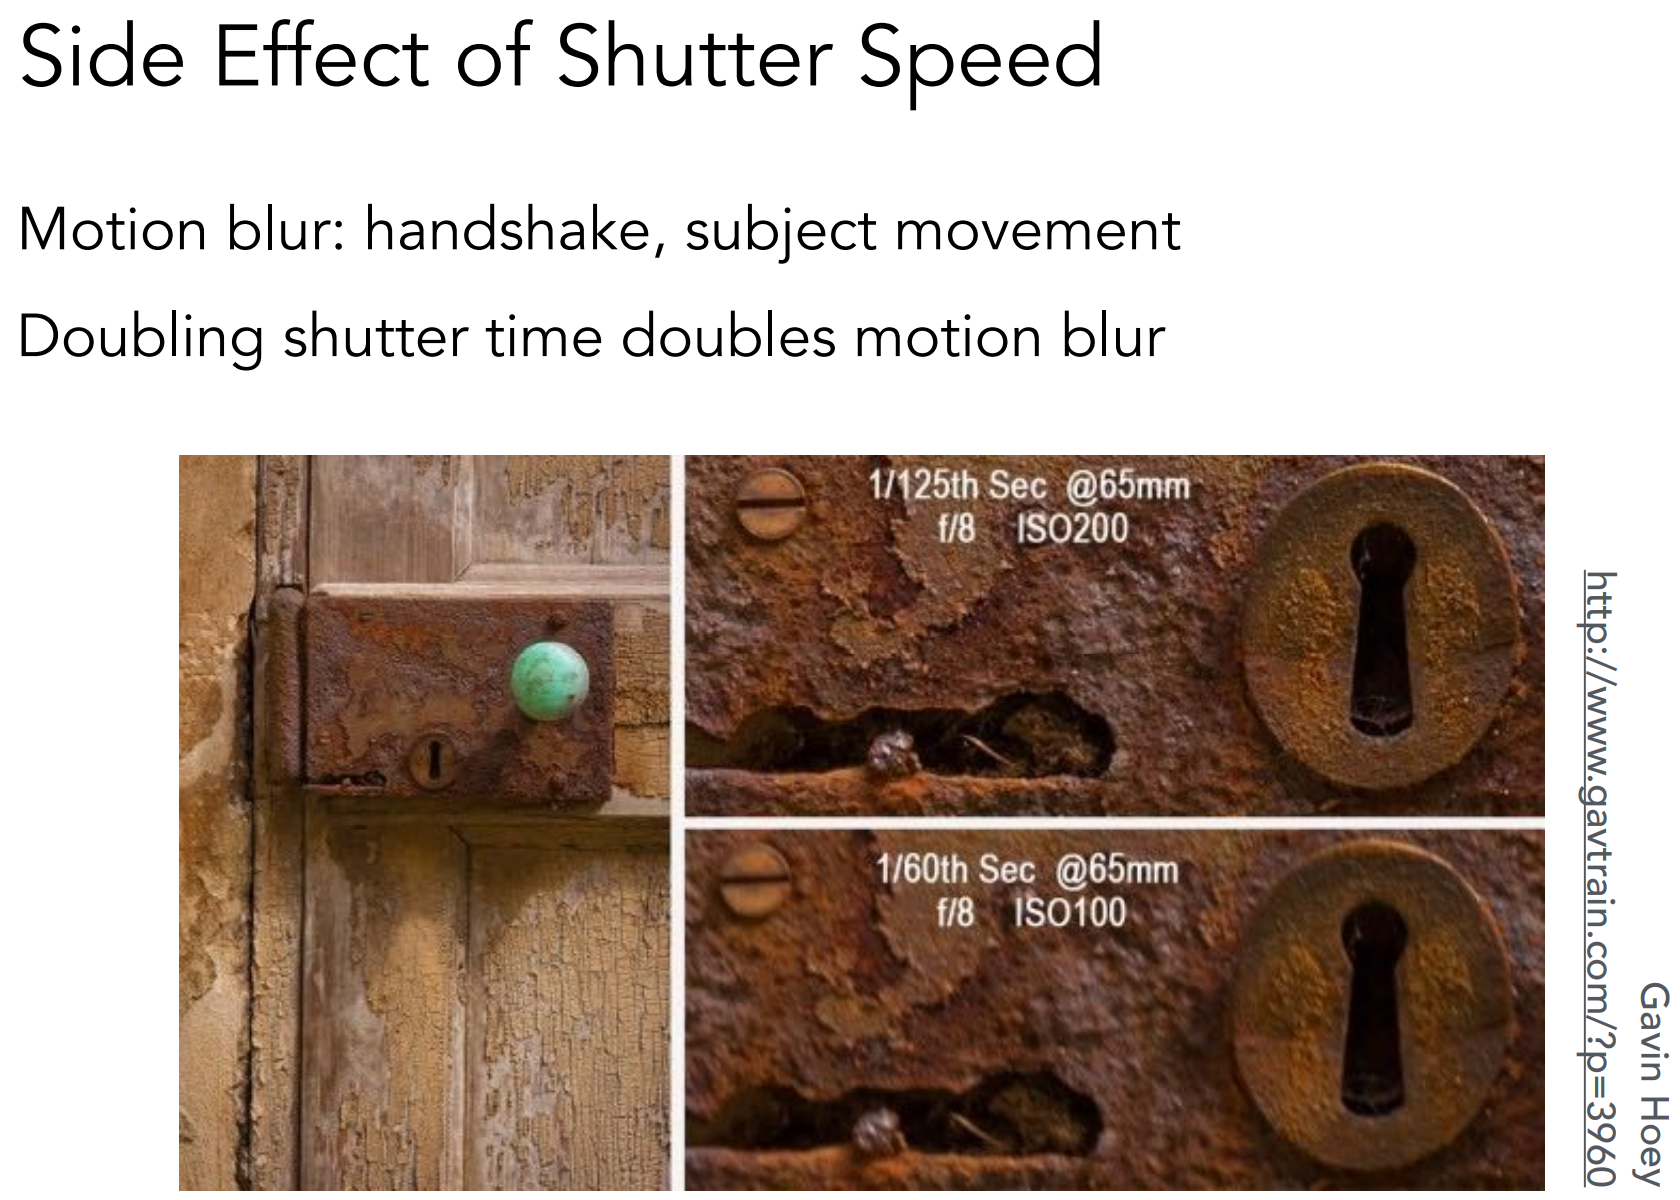 Side Effect of Shutter Speed
Motion blur: handshake, subject movement
Doubling shutter time doubles motion blur
1/125th Sec @65mm
f/8 ISO200
1/60th Sec @65mm
f/8 ISO100
Gavin Hoey
http://www.gavtrain.com/?p=3960